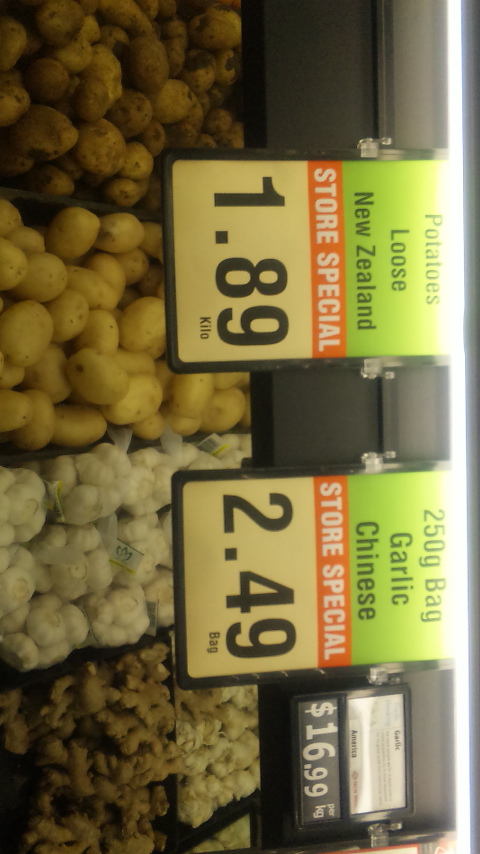 Potatoes
Loose
New Zealand
STORE SPECIAL
1.89
Kilo
250g Bag
Garlic
Chinese
STORE SPECIAL
2.49
Bag
Garlic
America
$16.99 per kg